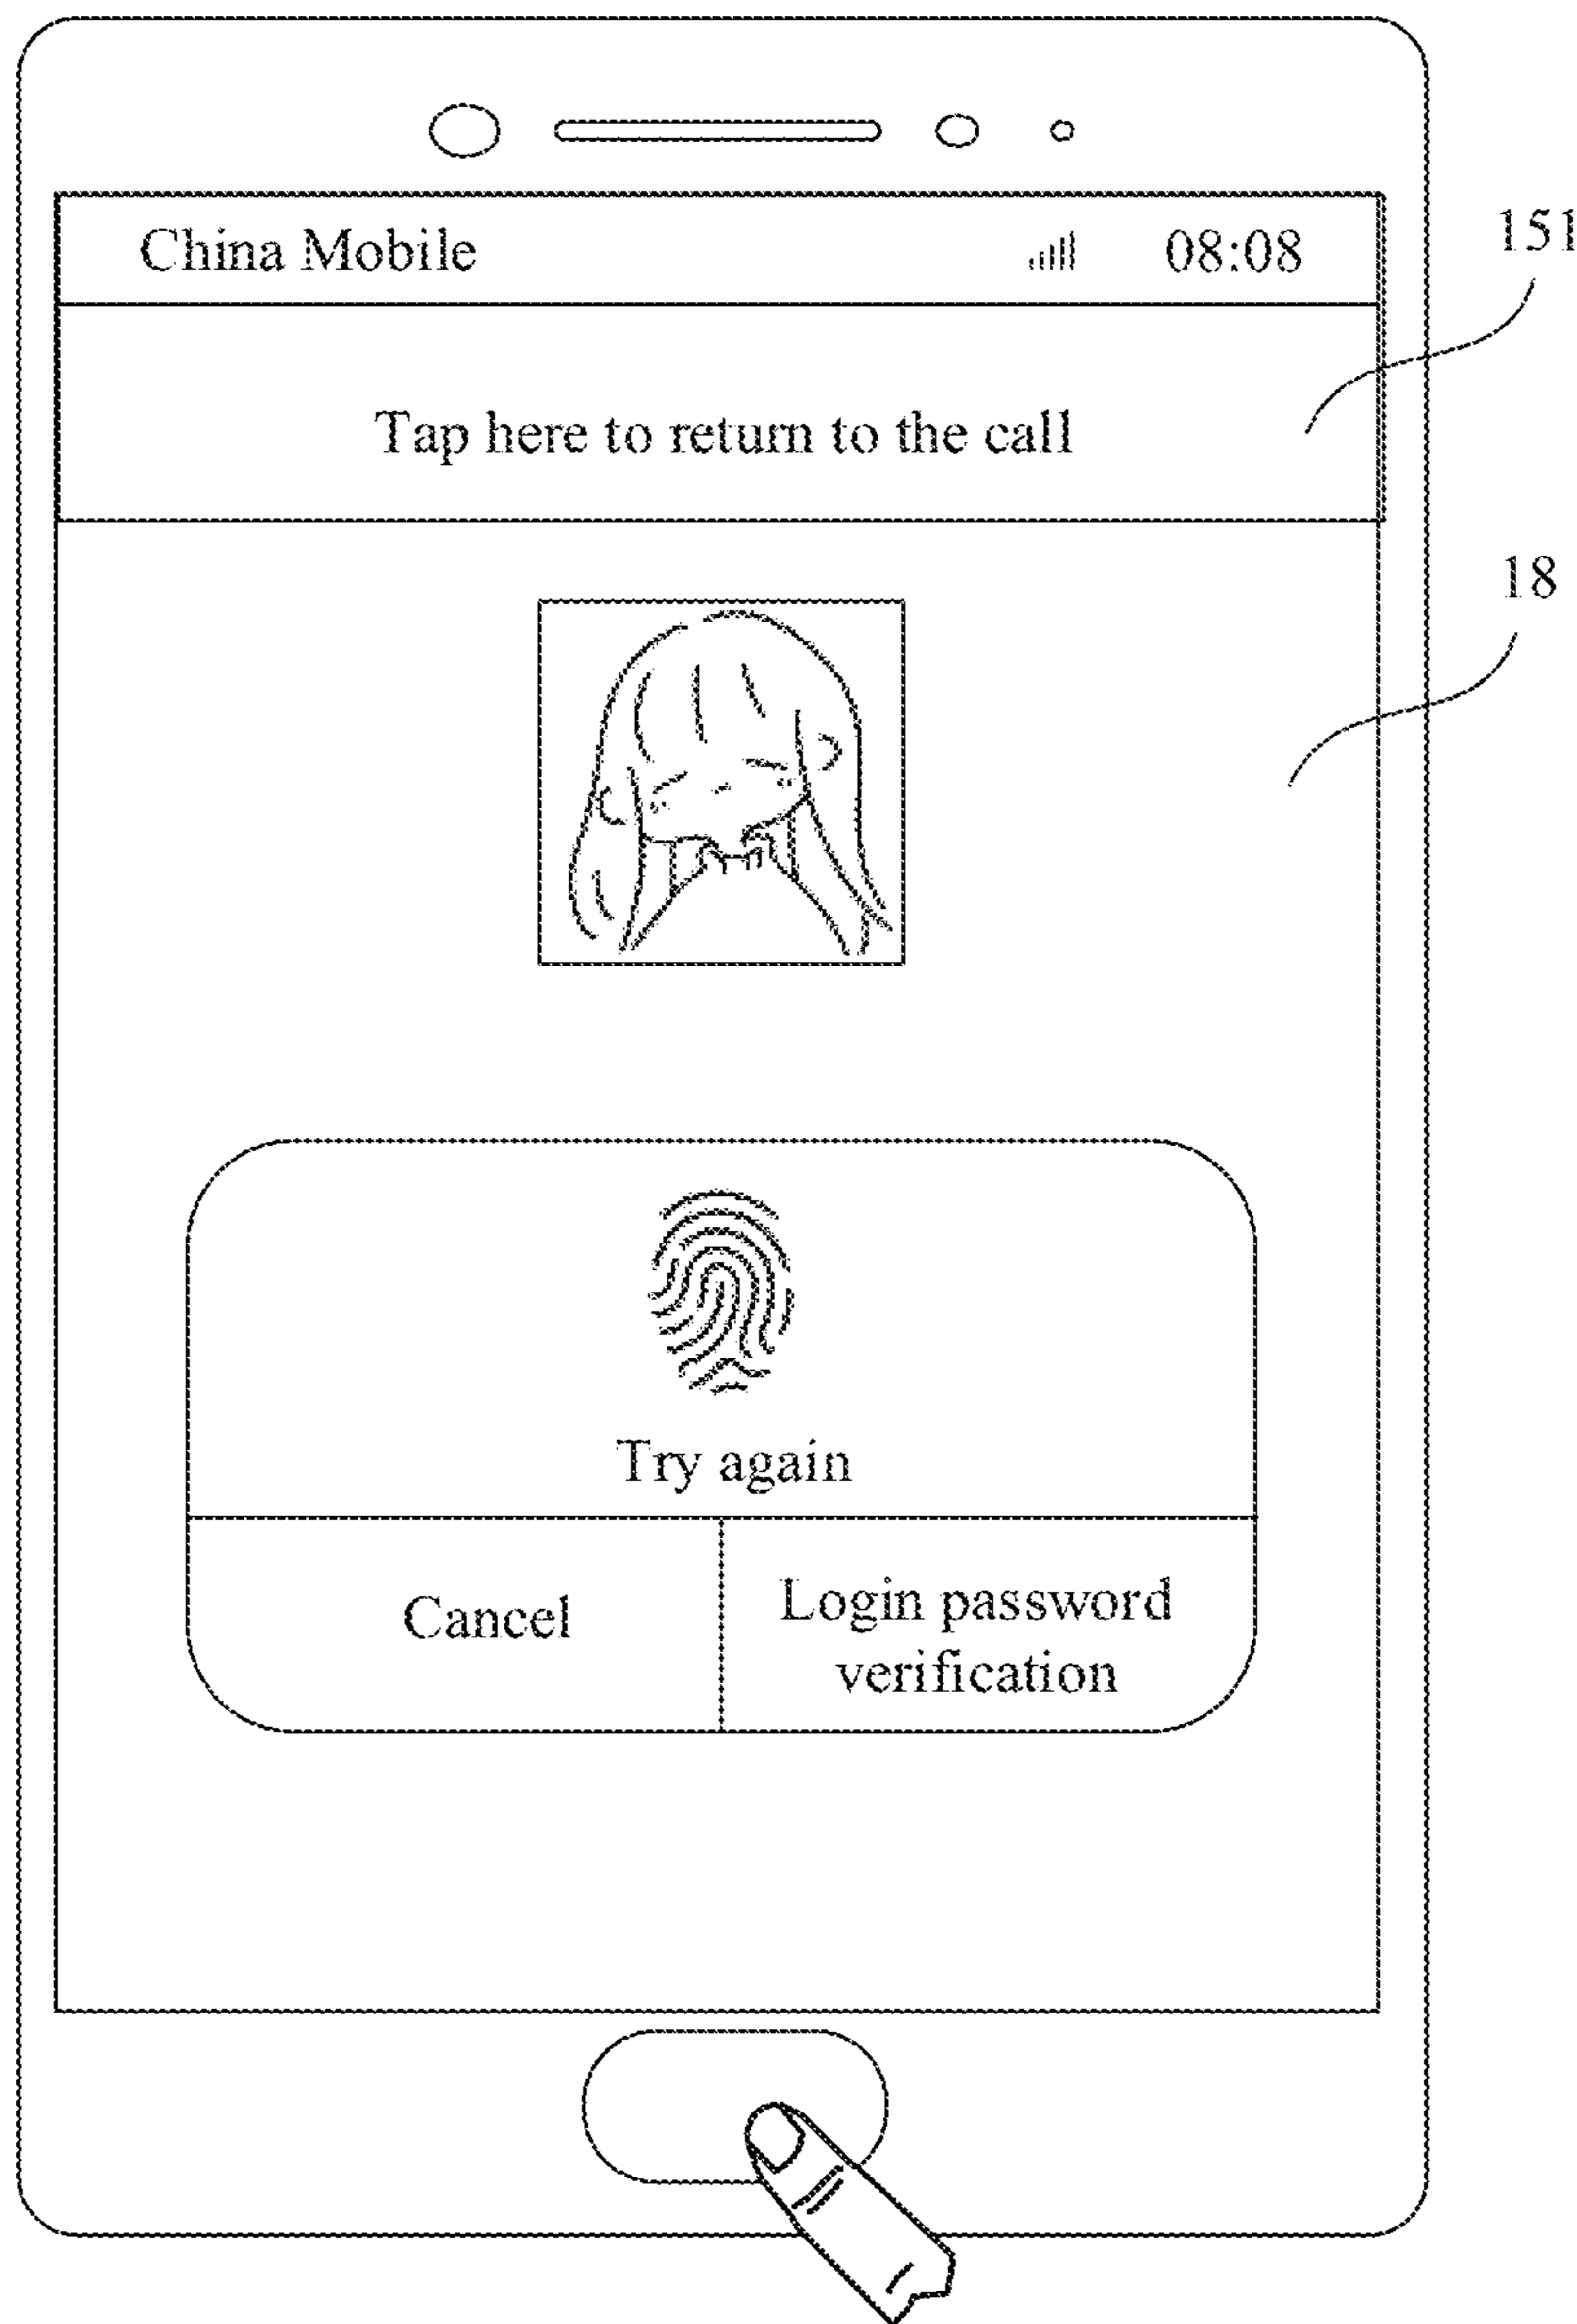 China Mobile 08:08
151
Tap here to return to the call
18
Try again
Cancel
Login password
verification